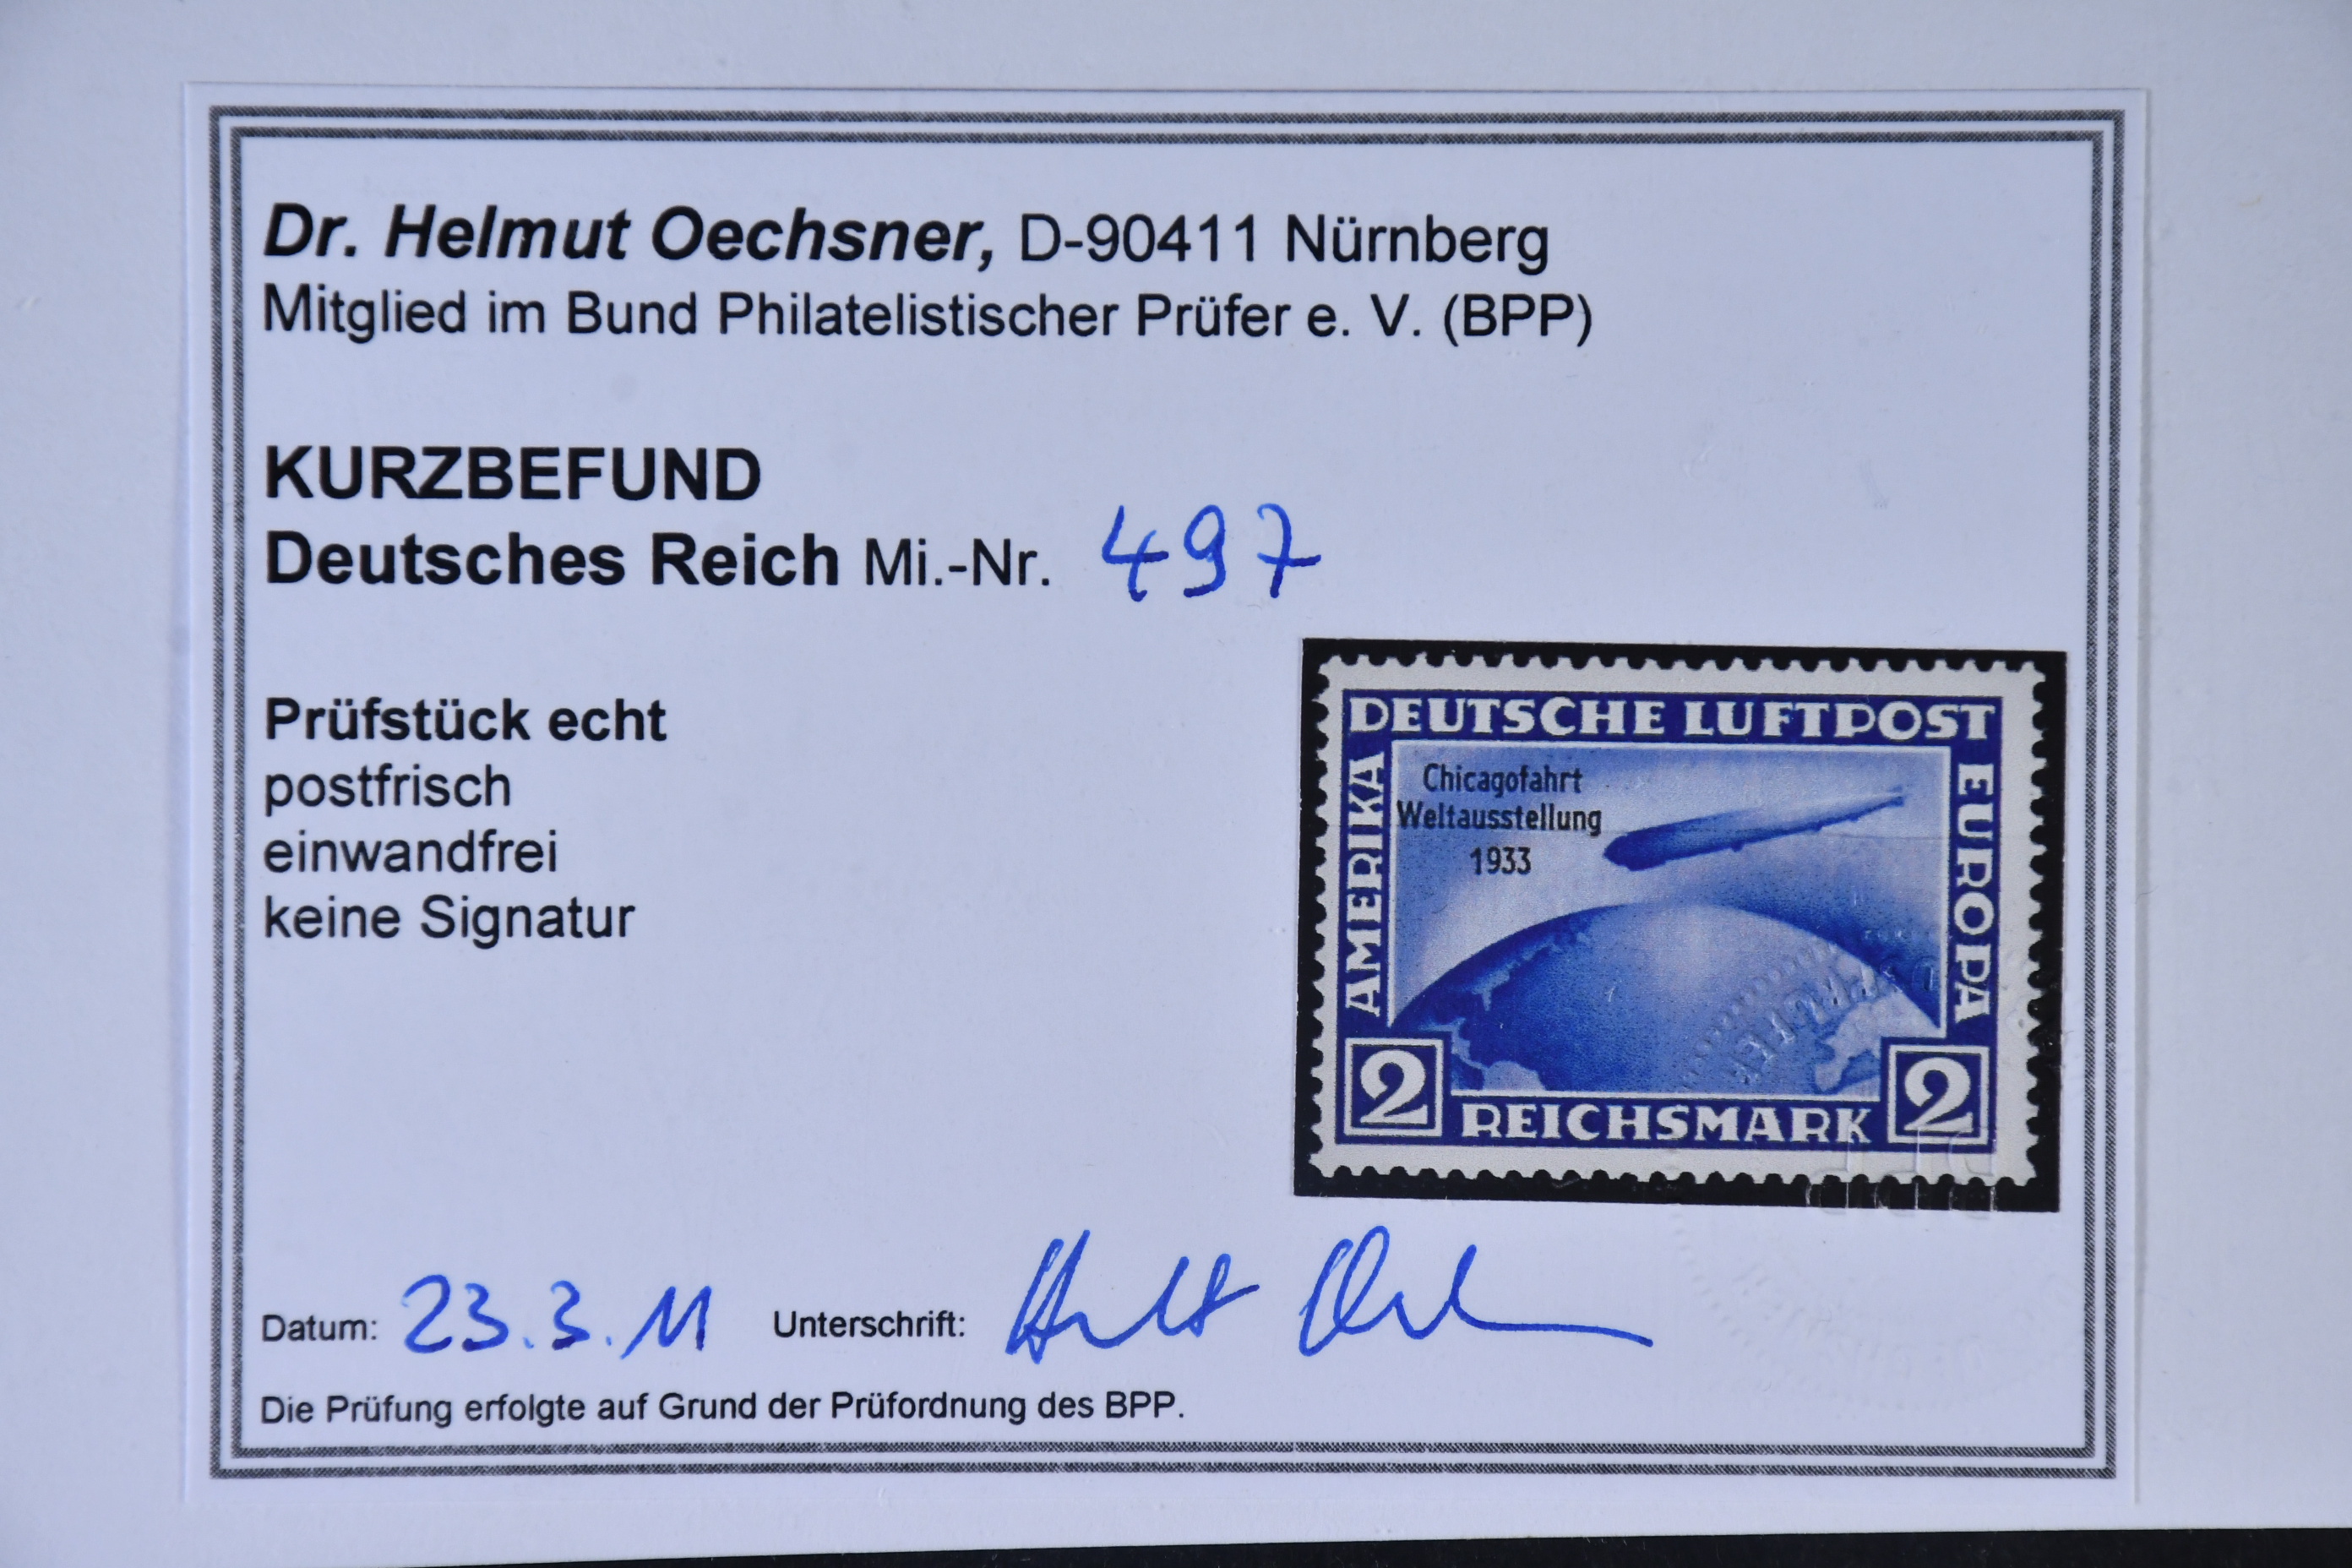 Dr. Helmut Oechsner, D-90411 Nürnberg
Mitglied im Bund Philatelistischer Prüfer e. V. (BPP)
KURZBEFUND
Deutsches Reich Mi.-Nr. 497
Prüfstück echt
postfrisch
einwandfrei
keine Signatur
DEUTSCHE LUFTPOST
AMERIKA
EUROPA
Chicagofahrt
Weltausstellung
1933
2 REICHSMARK 2
Datum: 23.3.11 Unterschrift:
Die Prüfung erfolgte auf Grund der Prüfordnung des BPP.